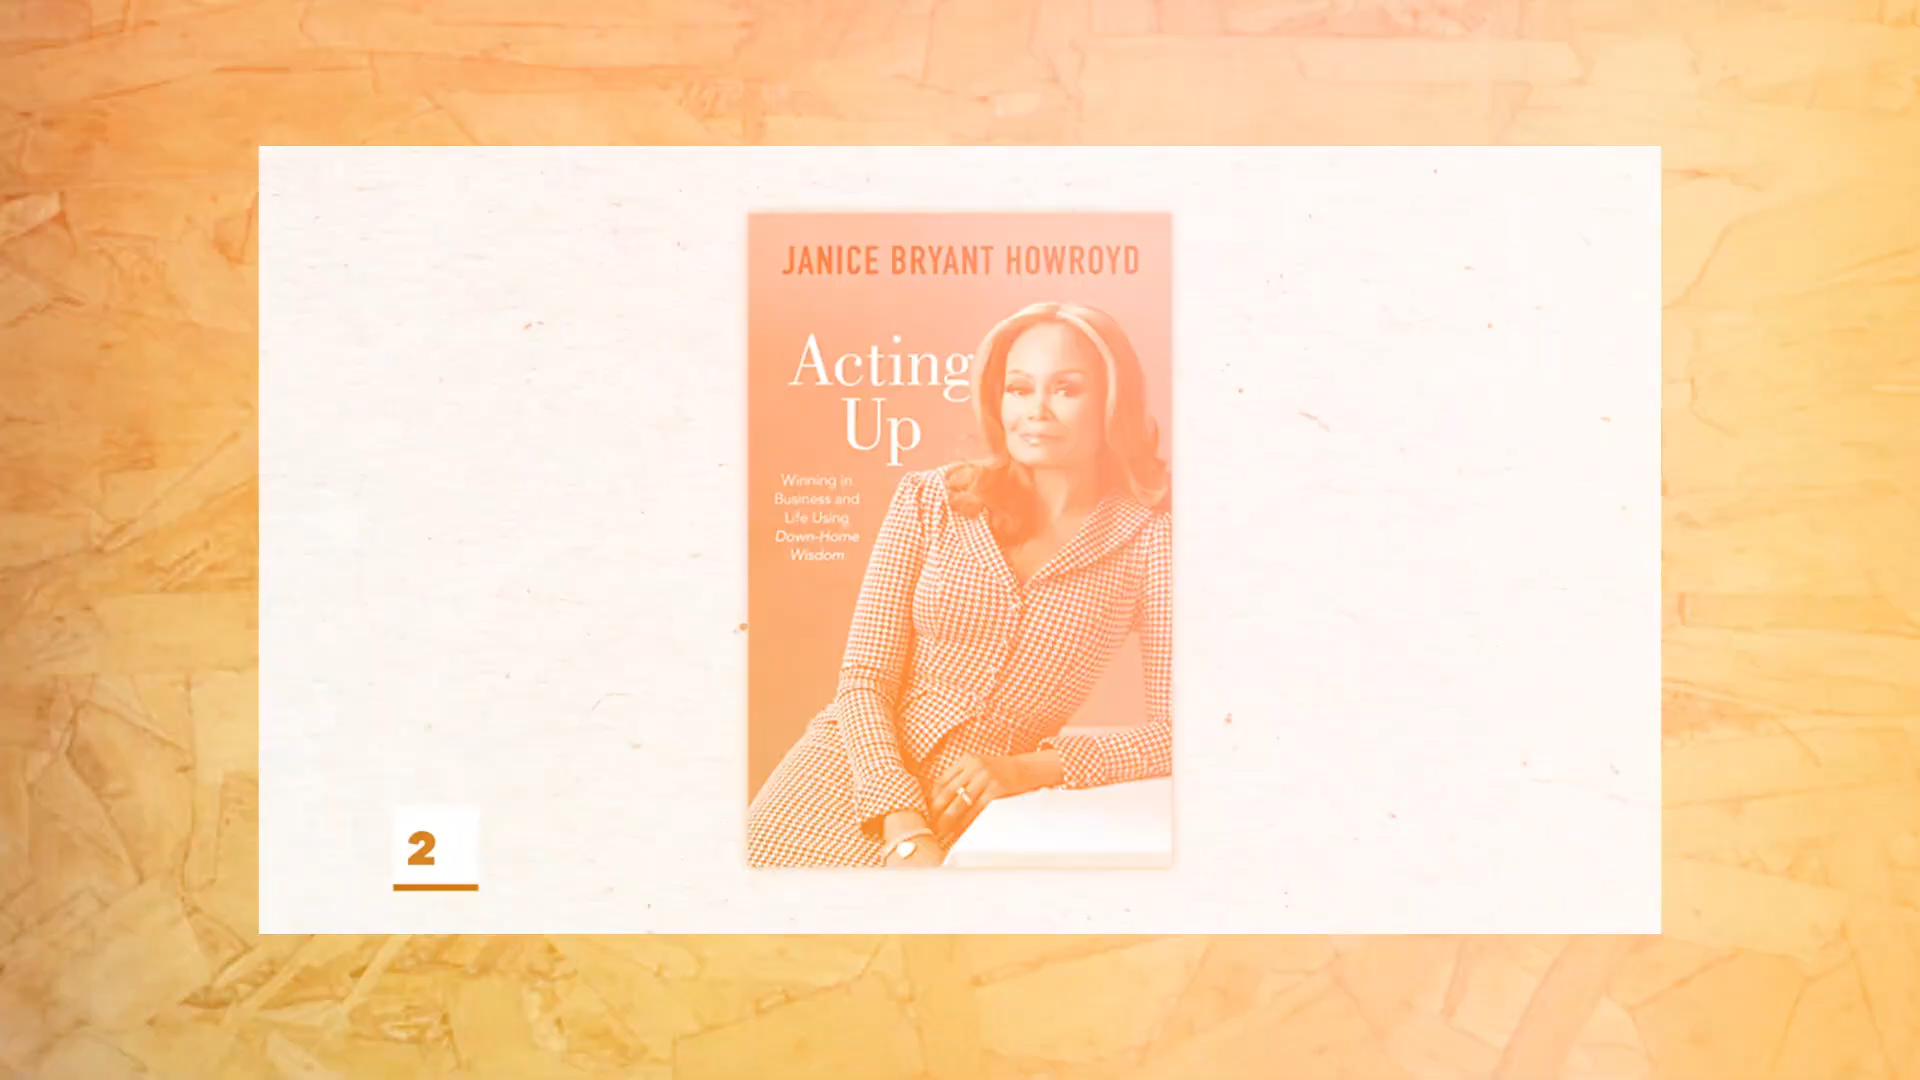 JANICE BRYANT HOWROYD
Acting
Up
Winning in
Business and
Life Using
Down-Home
Wisdom
2